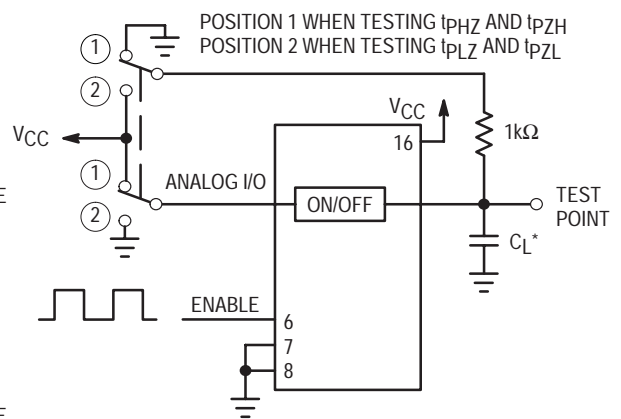 POSITION 1 WHEN TESTING tPHZ AND tPZH
POSITION 2 WHEN TESTING tPLZ AND tPZL
1
2
VCC
VCC
16
1kΩ
1
ANALOG I/O
ON/OFF
TEST
POINT
E
2
CL*
ENABLE
6
7
8
E